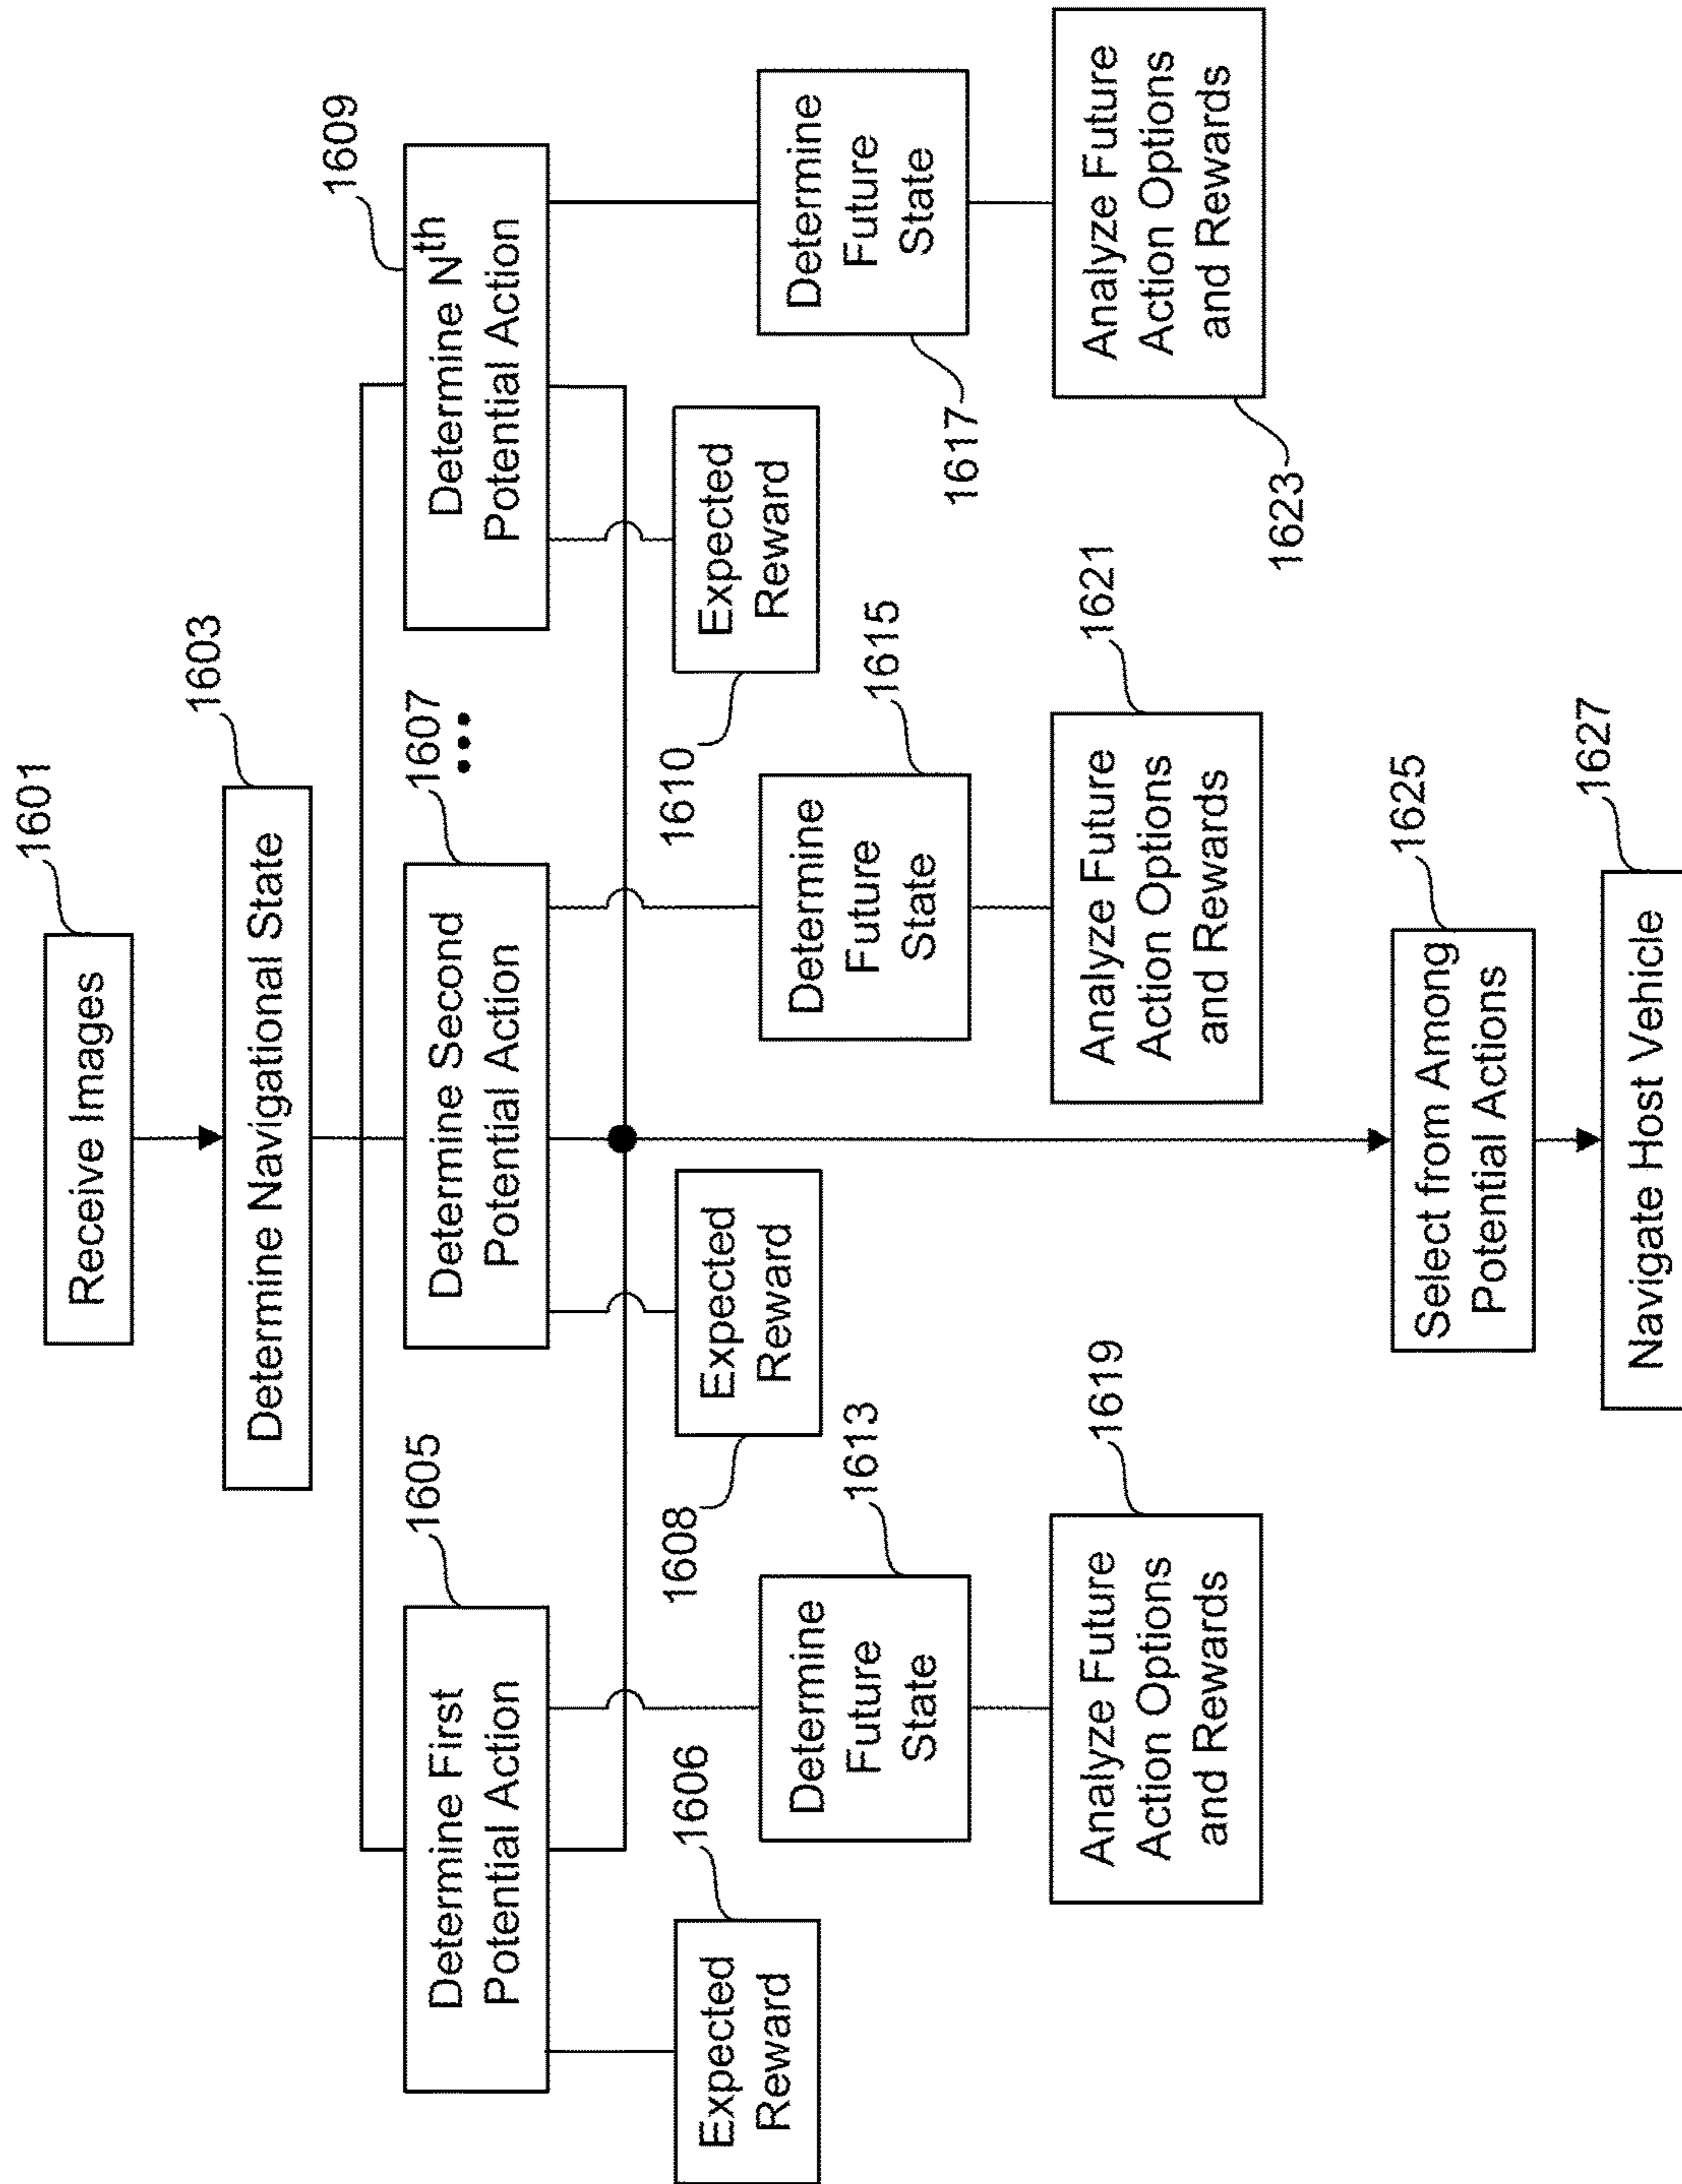 Receive Images
1601
Determine Navigational State
1603
Determine First
Potential Action
1605
Determine Second
Potential Action
1607
•••
Determine Nth
Potential Action
1609
Expected
Reward
1606
Expected
Reward
1608
Expected
Reward
1610
Determine
Future
State
1613
Determine
Future
State
1615
Determine
Future
State
1617
Analyze Future
Action Options
and Rewards
1619
Analyze Future
Action Options
and Rewards
1621
Analyze Future
Action Options
and Rewards
1623
Select from Among
Potential Actions
1625
Navigate Host Vehicle
1627